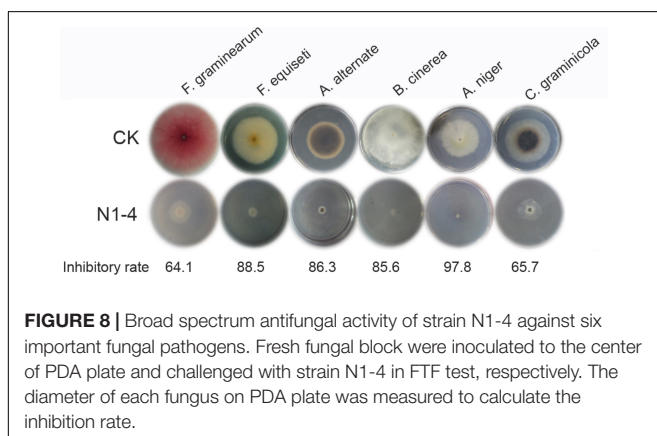 F. graminearum
F. equiseti
A. alternate
B. cinerea
A. niger
C. graminicola
CK
N1-4
Inhibitory rate 64.1 88.5 86.3 85.6 97.8 65.7
FIGURE 8 | Broad spectrum antifungal activity of strain N1-4 against six
important fungal pathogens. Fresh fungal block were inoculated to the center
of PDA plate and challenged with strain N1-4 in FTF test, respectively. The
diameter of each fungus on PDA plate was measured to calculate the
inhibition rate.